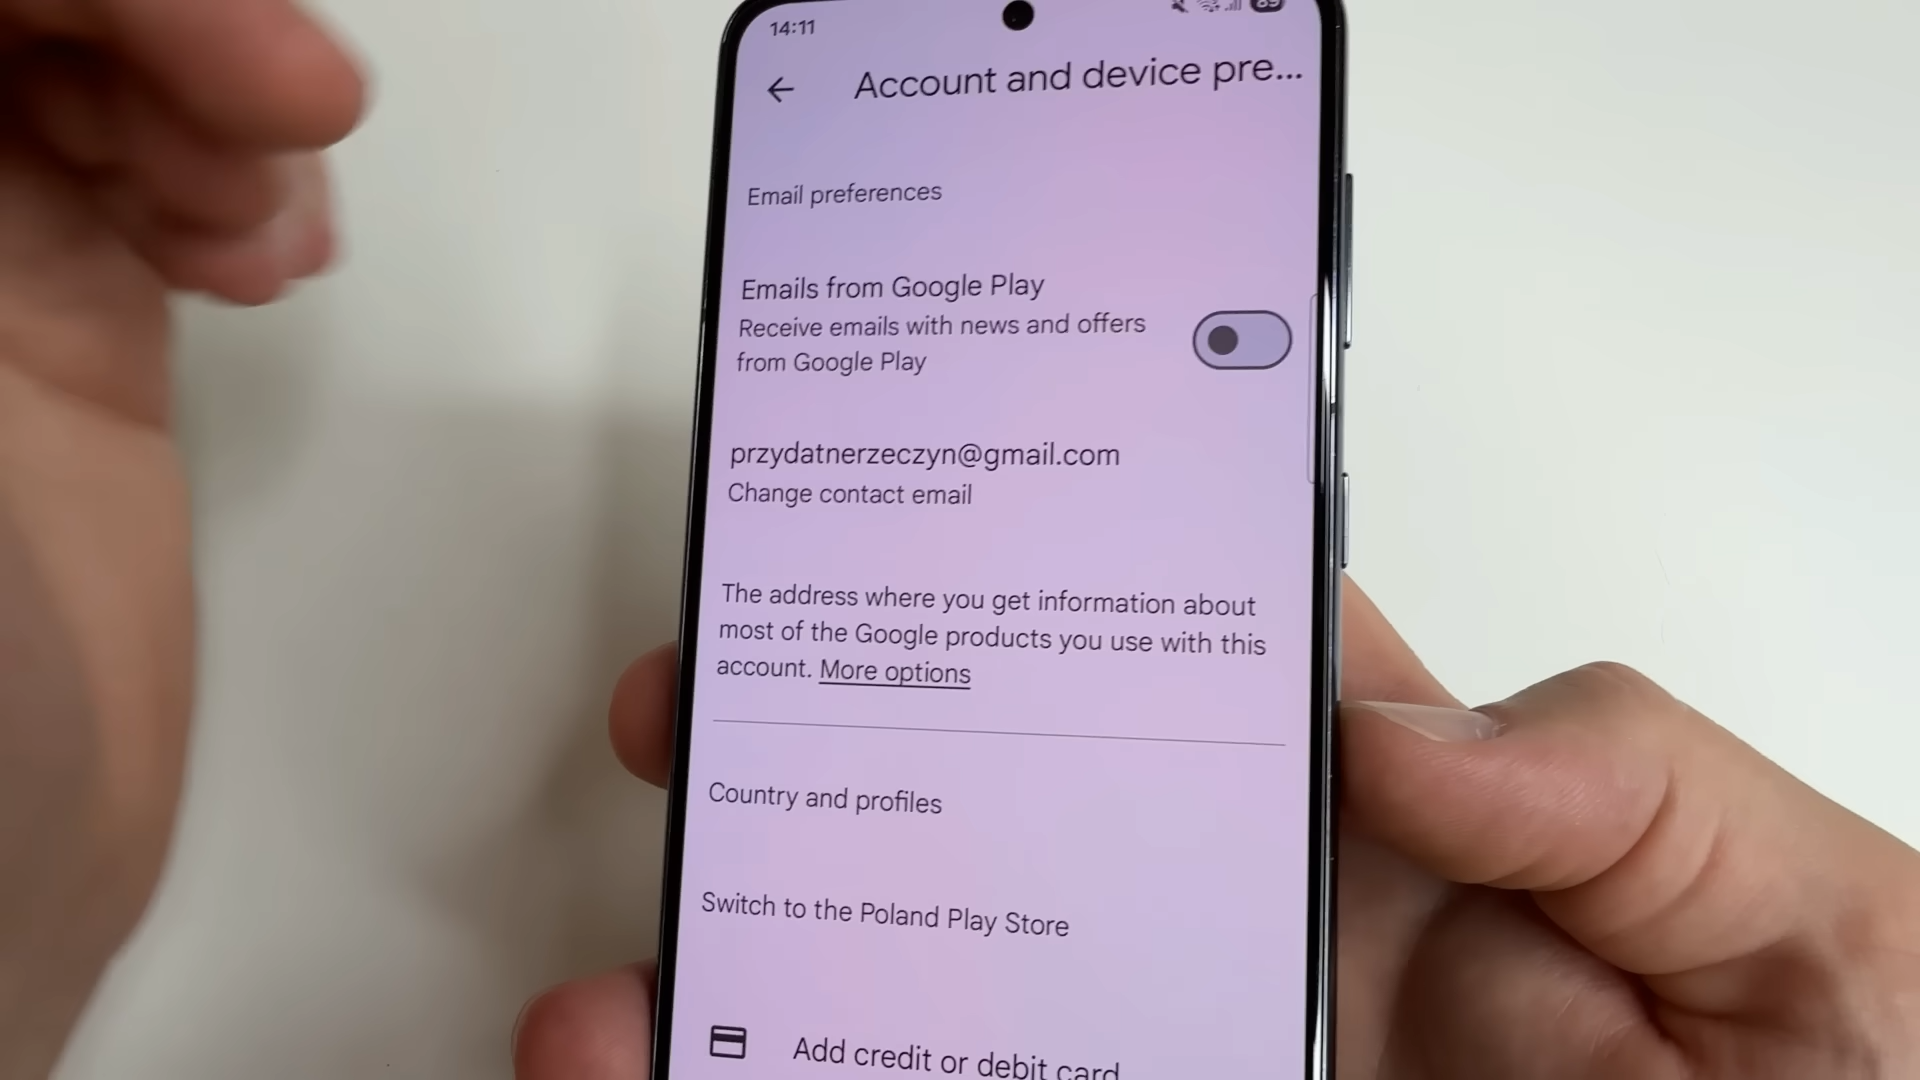 14:11
89
Account and device pre...
Email preferences
Emails from Google Play
Receive emails with news and offers
from Google Play
przydatnerzeczyn@gmail.com
Change contact email
The address where you get information about
most of the Google products you use with this
account. More options
Country and profiles
Switch to the Poland Play Store
Add credit or debit card